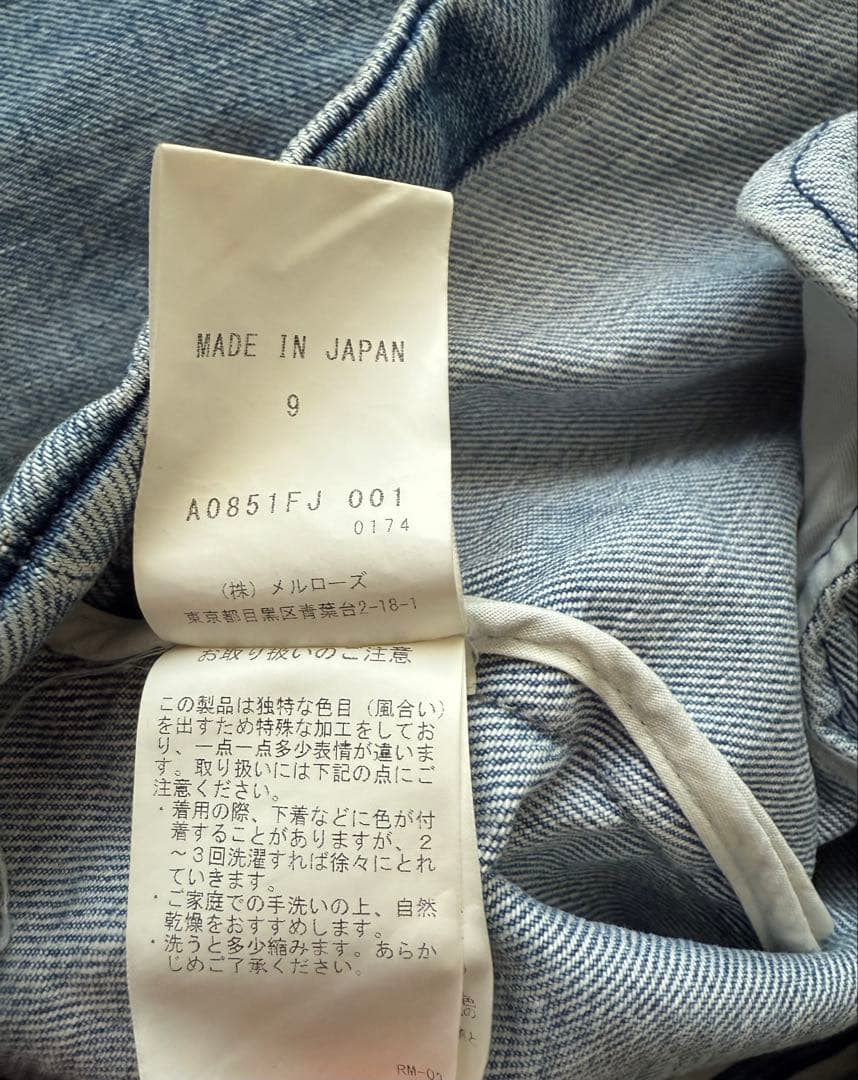 MADE IN JAPAN
9
A0851FJ 001
0174
(株) メルローズ
東京都目黒区青葉台2-18-1
お取り扱いのご注意
この製品は独特な色目(風合い)
を出すため特殊な加工をしてお
り、一点一点多少表情が違いま
す。取り扱いには下記の点にご
注意ください。
・着用の際、下着などに色が付
着することがありますが、2
〜3回洗濯すれば徐々にとれ
ていきます。
・ご家庭での手洗いの上、自然
乾燥をおすすめします。
・洗うと多少縮みます。あらか
じめご了承ください。